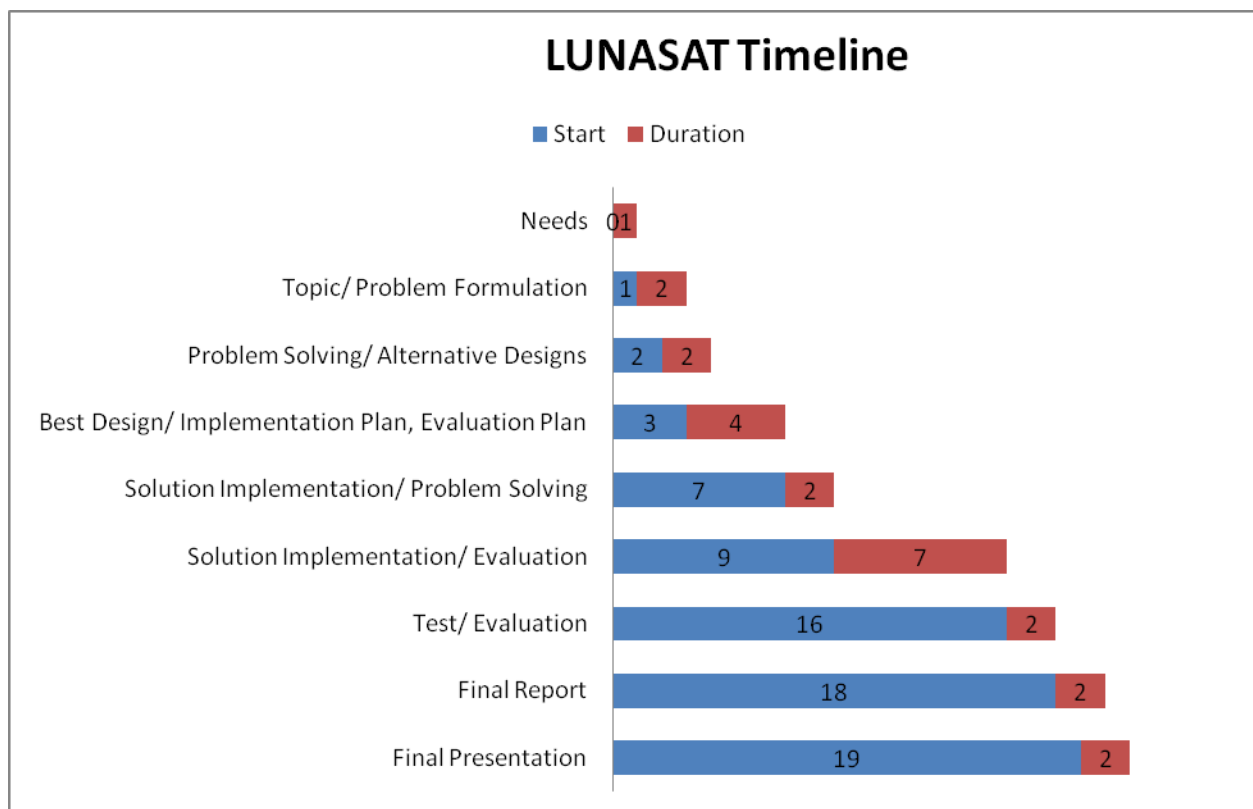 LUNASAT Timeline
Start Duration
Needs 0 1
Topic/ Problem Formulation 1 2
Problem Solving/ Alternative Designs 2 2
Best Design/ Implementation Plan, Evaluation Plan 3 4
Solution Implementation/ Problem Solving 7 2
Solution Implementation/ Evaluation 9 7
Test/ Evaluation 16 2
Final Report 18 2
Final Presentation 19 2